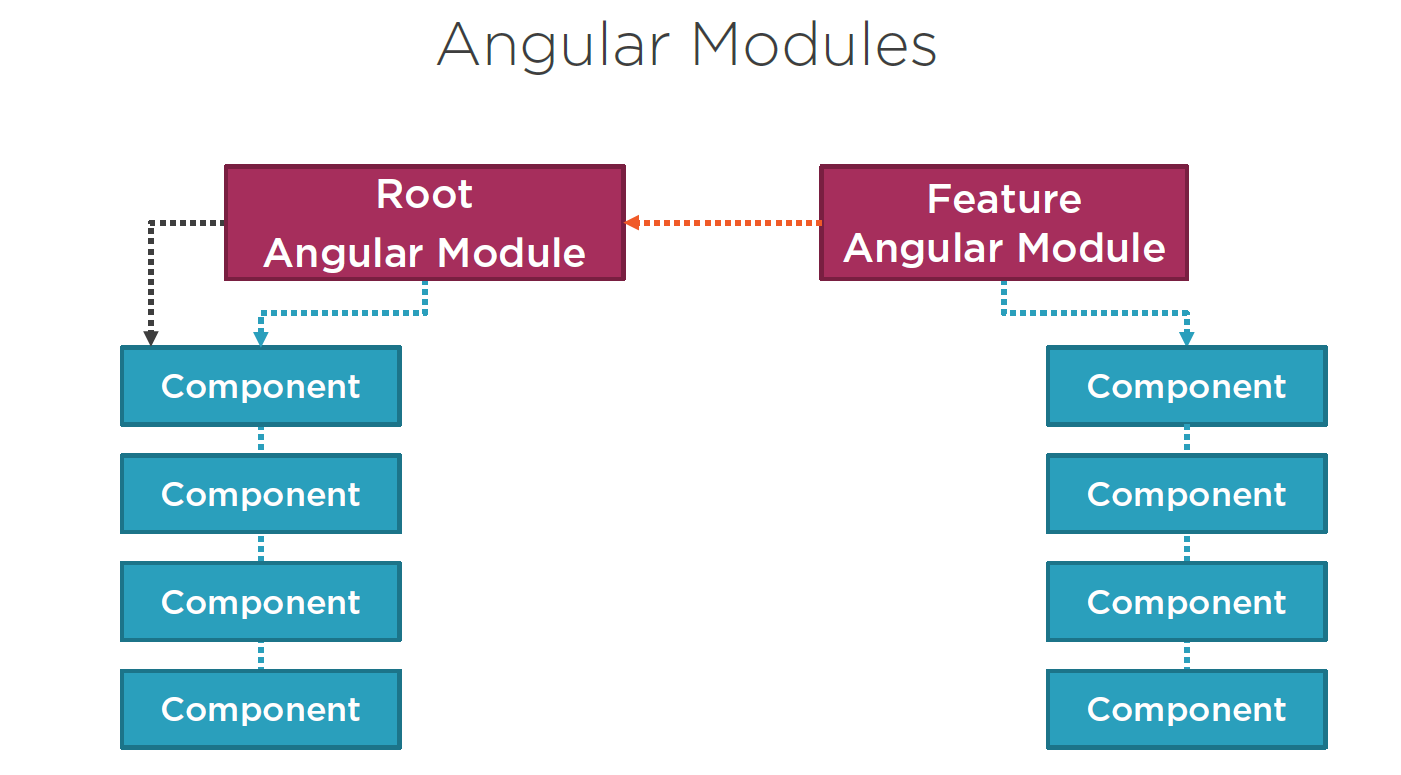 Angular Modules
Root
Angular Module
Feature
Angular Module
Component
Component
Component
Component
Component
Component
Component
Component